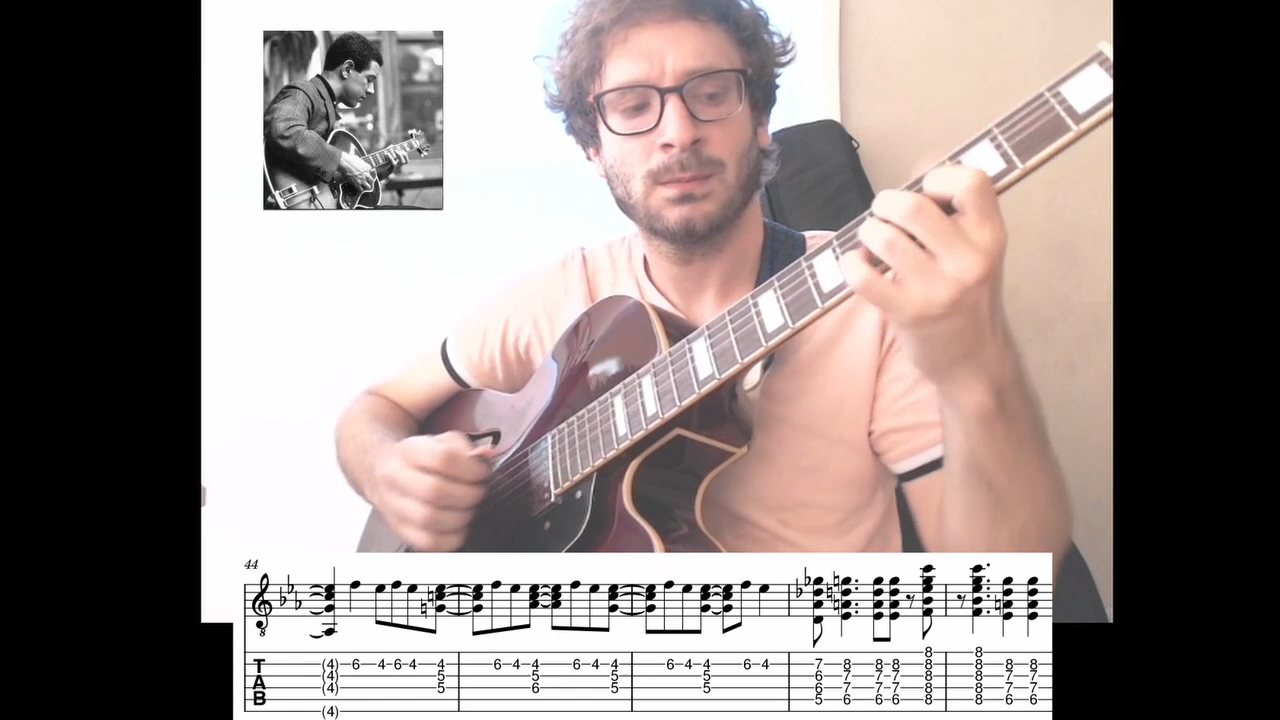 44
8
8 8
T (4) 6 4 6 4 4 6 4 4 6 4 4 6 4 4 6 4 7 8 8 8 8 8 8 8
(4) 5 5 5 5 6 7 7 7 8 8 7 7
A (4) 5 6 5 5 6 7 7 7 8 8 7 7
B 5 6 6 6 8 8 6 6
(4)